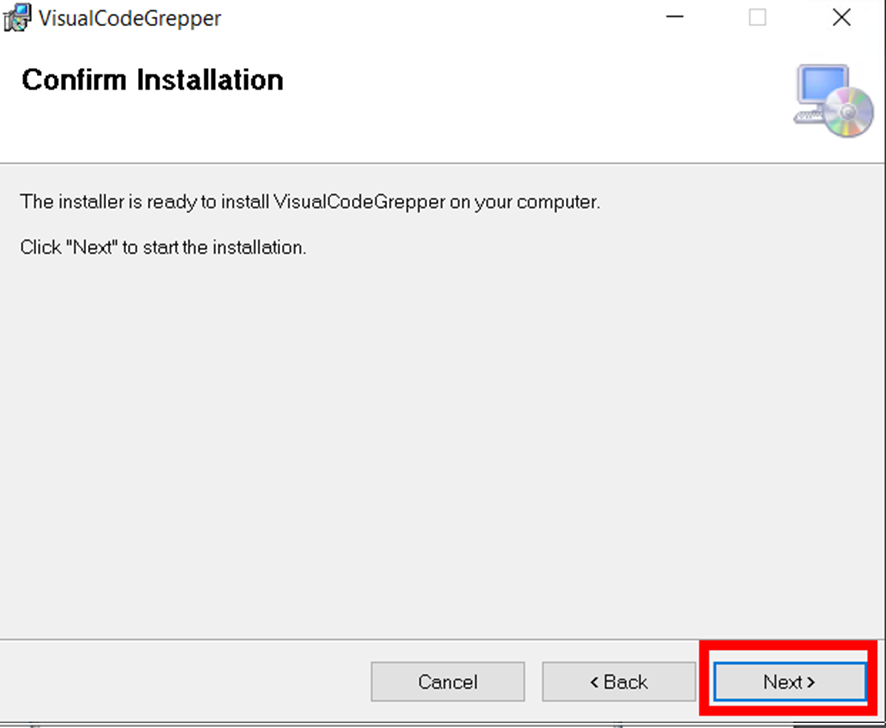 VisualCodeGrepper
Confirm Installation
The installer is ready to install VisualCodeGrepper on your computer.
Click "Next" to start the installation.
Cancel
< Back
Next >